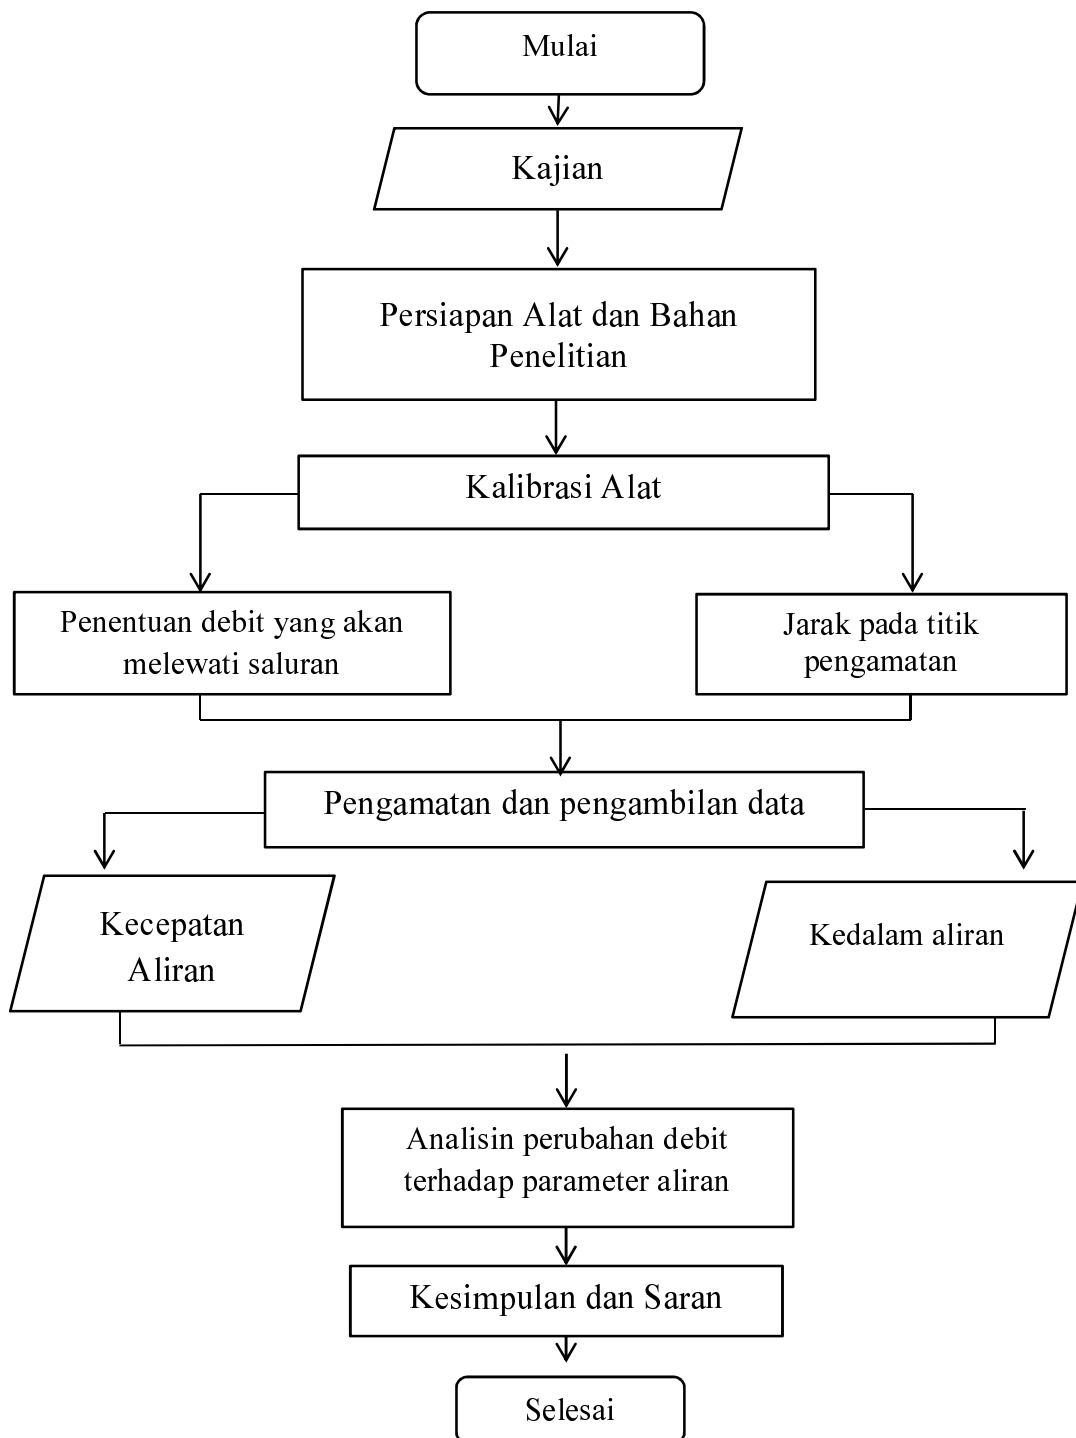 Mulai
Kajian
Persiapan Alat dan Bahan
Penelitian
Kalibrasi Alat
Penentuan debit yang akan
melewati saluran
Jarak pada titik
pengamatan
Pengamatan dan pengambilan data
Kecepatan
Aliran
Kedalam aliran
Analisin perubahan debit
terhadap parameter aliran
Kesimpulan dan Saran
Selesai